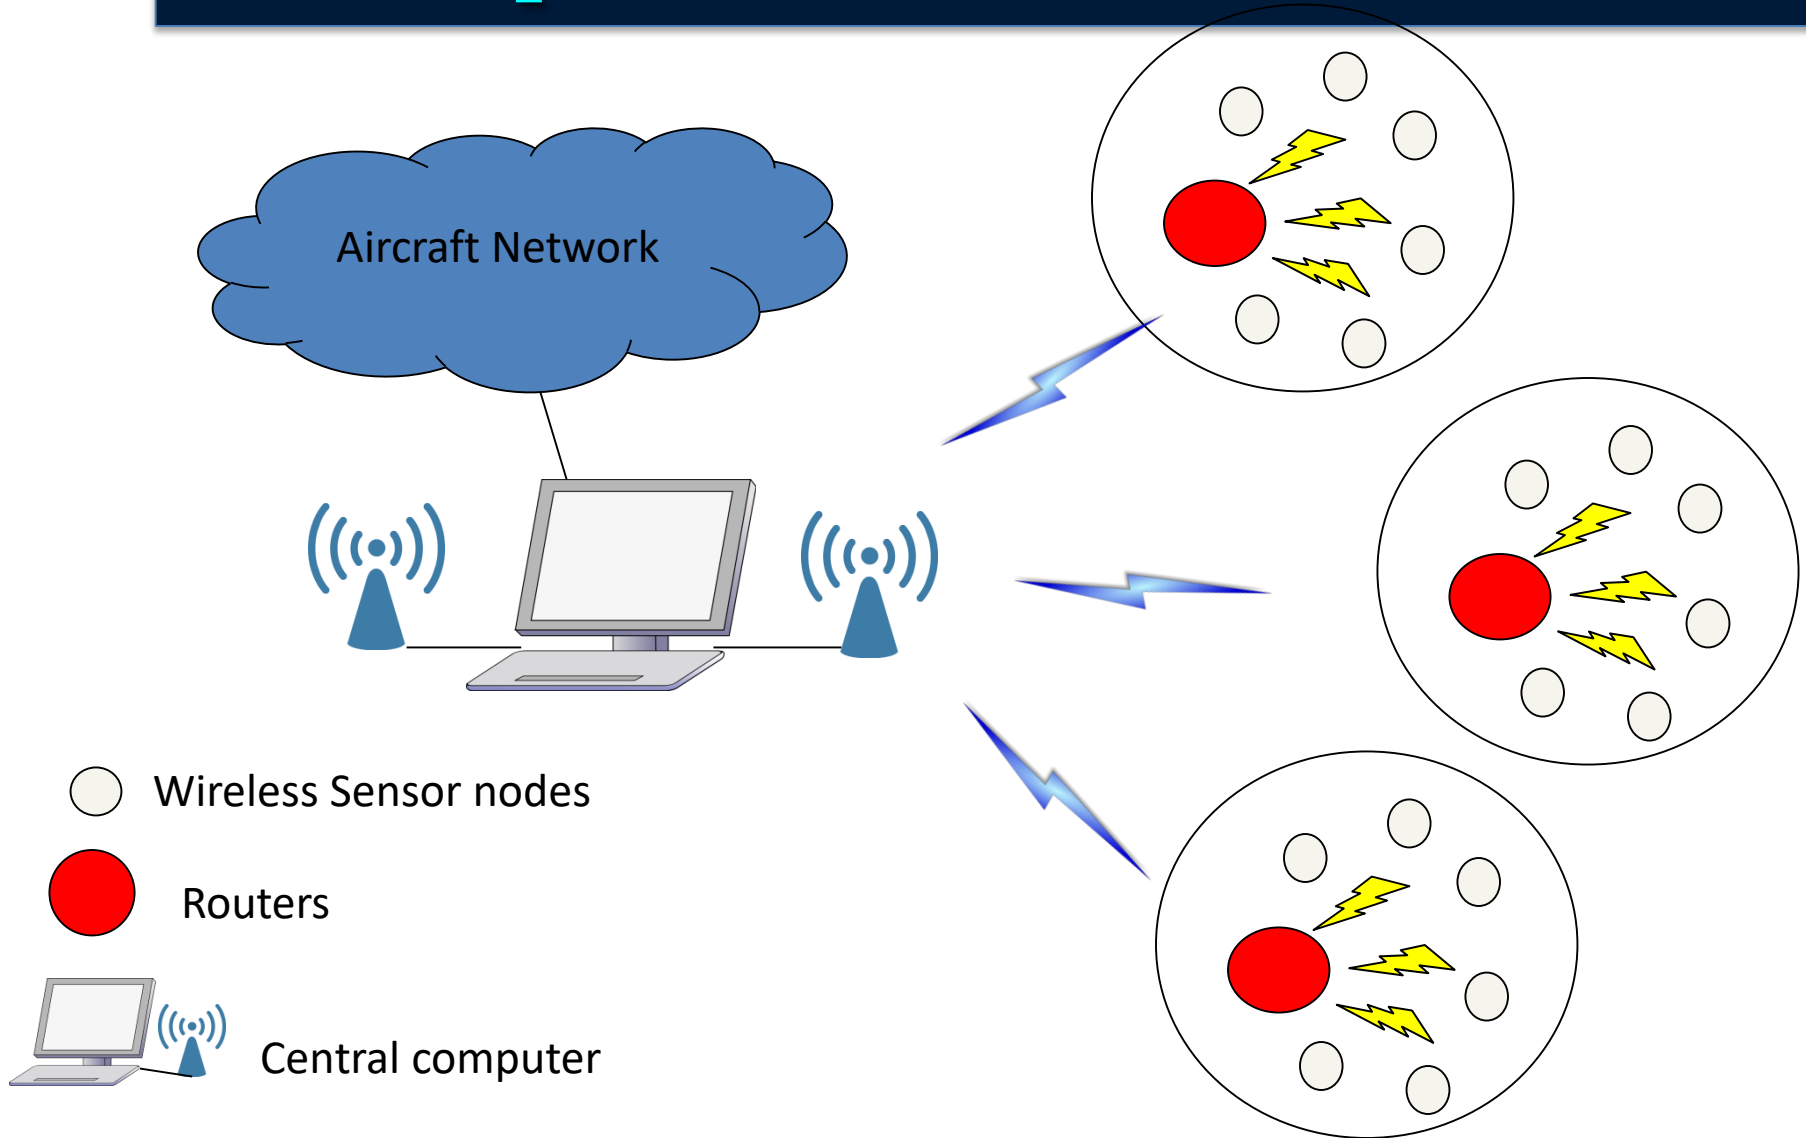 Aircraft Network
Wireless Sensor nodes
Routers
Central computer